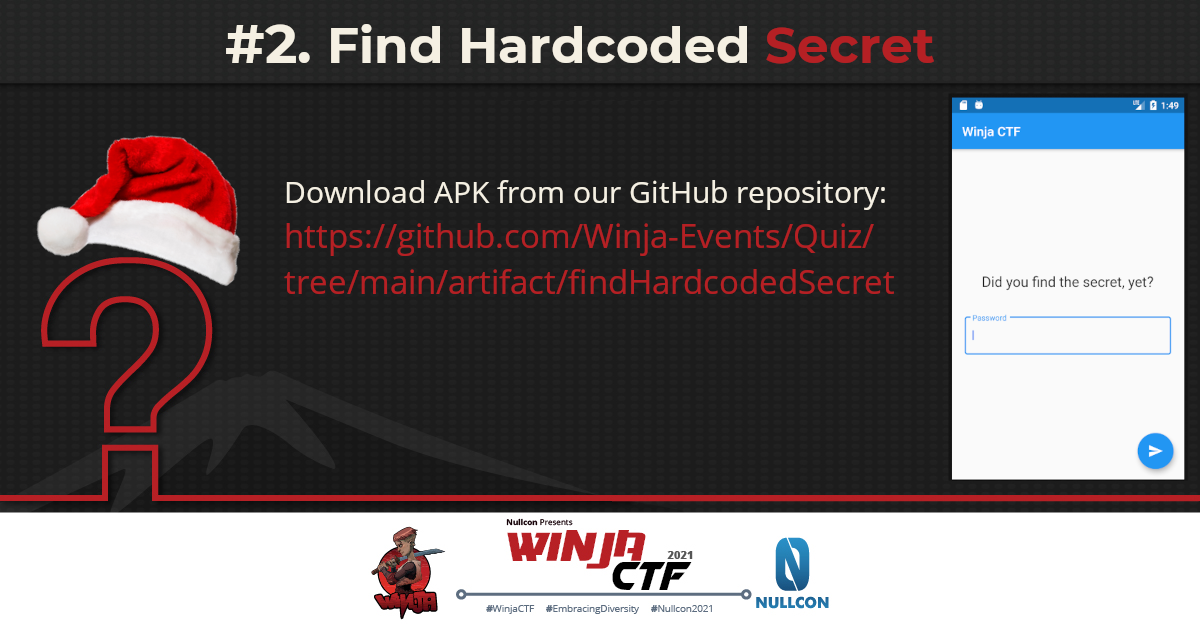 #2. Find Hardcoded Secret
1:49
Winja CTF
Download APK from our GitHub repository:
https://github.com/Winja-Events/Quiz/
tree/main/artifact/findHardcodedSecret
Did you find the secret, yet?
Password
?
Nullcon Presents
WINJA
CTF
2021
WINJA
#WinjaCTF #EmbracingDiversity #Nullcon2021
NULLCON